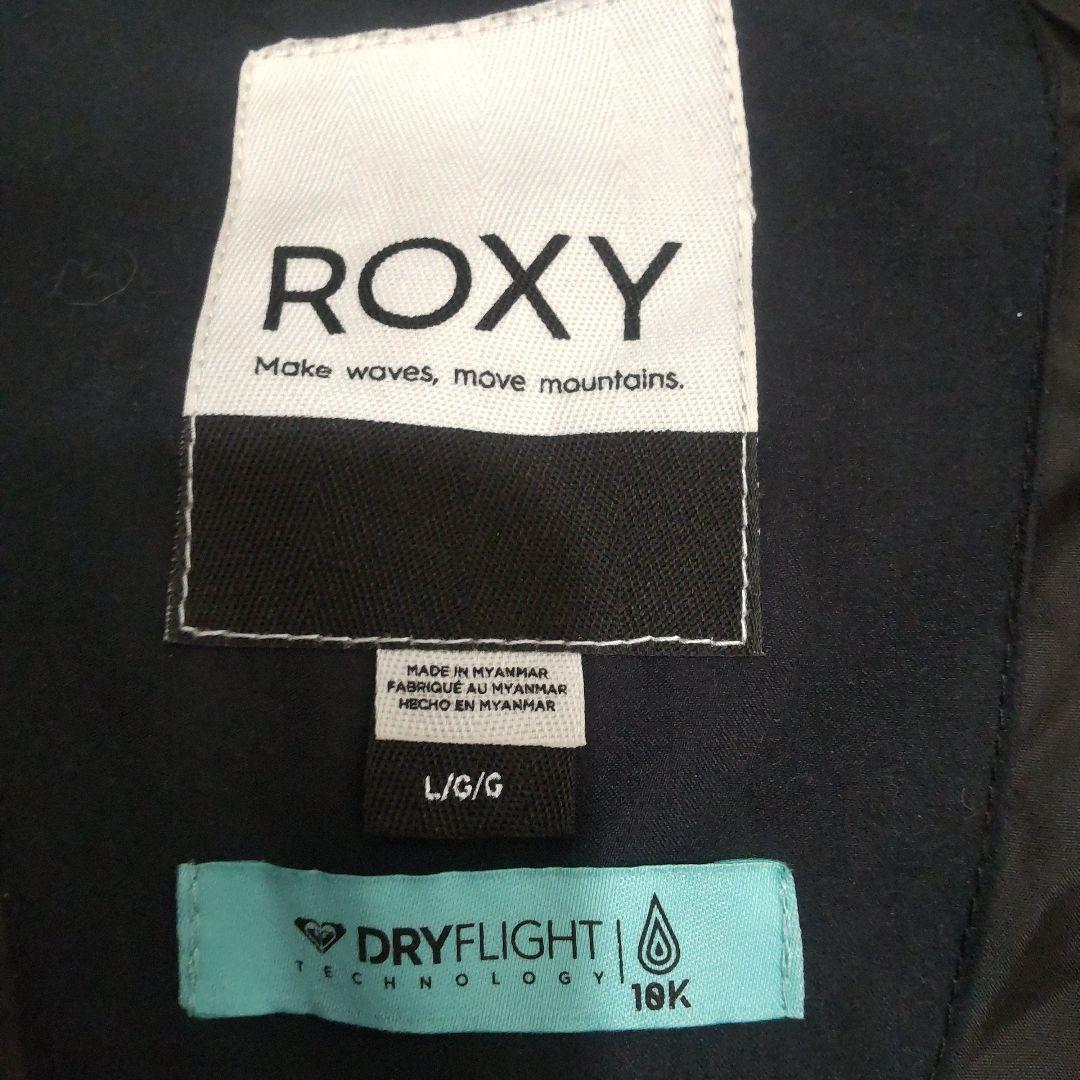 ROXY
Make waves, move mountains.
MADE IN MYANMAR
FABRIQUÉ AU MYANMAR
HECHO EN MYANMAR
L/G/G
DRYFLIGHT
TECHNOLOGY
10K